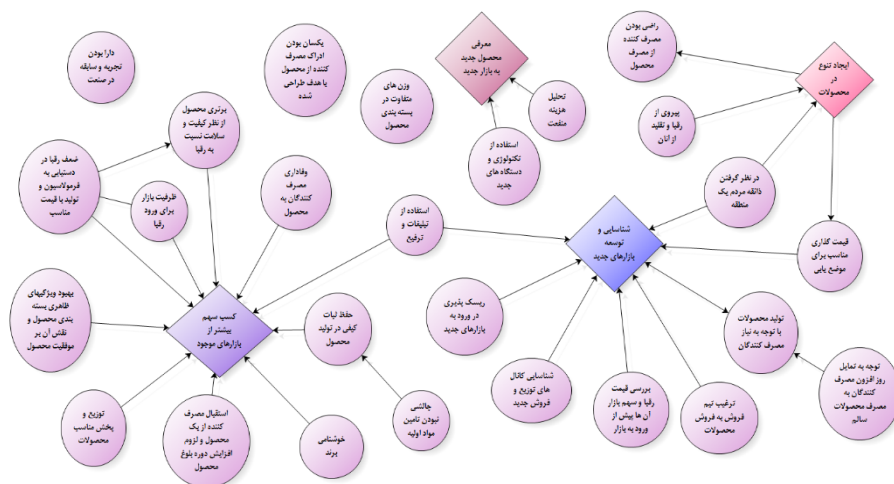 دارا بودن
تجربه و سابقه
در صنعت
یکسان بودن
ادراک مصرف
کننده از محصول
با هدف طراحی
شده
وزن های
متفاوت در
بسته بندی
محصول
معرفی
محصول جدید
به بازار جدید
تحلیل
هزینه
منفعت
استفاده از
تکنولوژی و
دستگاه های
جدید
راضی بودن
مصرف کننده
از مصرف
محصول
ایجاد تنوع
در
محصولات
پیروی از
رقبا و تقلید
از آنان
در نظر گرفتن
ذائقه مردم یک
منطقه
قیمت گذاری
مناسب برای
موضع یابی
برتری محصول
از نظر کیفیت و
سلامت نسبت
به رقبا
ضعف رقبا در
دستیابی به
فرمولاسیون و
تولید با قیمت
مناسب
ظرفیت بازار
برای ورود
رقبا
وفاداری
مصرف
کنندگان به
محصول
استفاده از
تبلیغات و
ترفیع
شناسایی و
توسعه
بازارهای جدید
بهبود ویژگیهای
ظاهری بسته
بندی محصول و
نقش آن بر
موفقیت محصول
کسب سهم
بیشتر از
بازارهای موجود
حفظ ثبات
کیفی در تولید
محصول
ریسک پذیری
در ورود به
بازارهای جدید
تولید محصولات
با توجه به نیاز
مصرف کنندگان
توجه به تمایل
روز افزون مصرف
کنندگان به
مصرف محصولات
سالم
توزیع و
پخش مناسب
محصولات
استقبال مصرف
کننده از یک
محصول و لزوم
افزایش دوره بلوغ
محصول
خوشنامی
برند
چالشی
نبودن تامین
مواد اولیه
شناسایی کانال
های توزیع و
فروش جدید
بررسی قیمت
رقبا و سهم بازار
آن ها پیش از
ورود به بازار
ترغیب تیم
فروش به فروش
محصولات